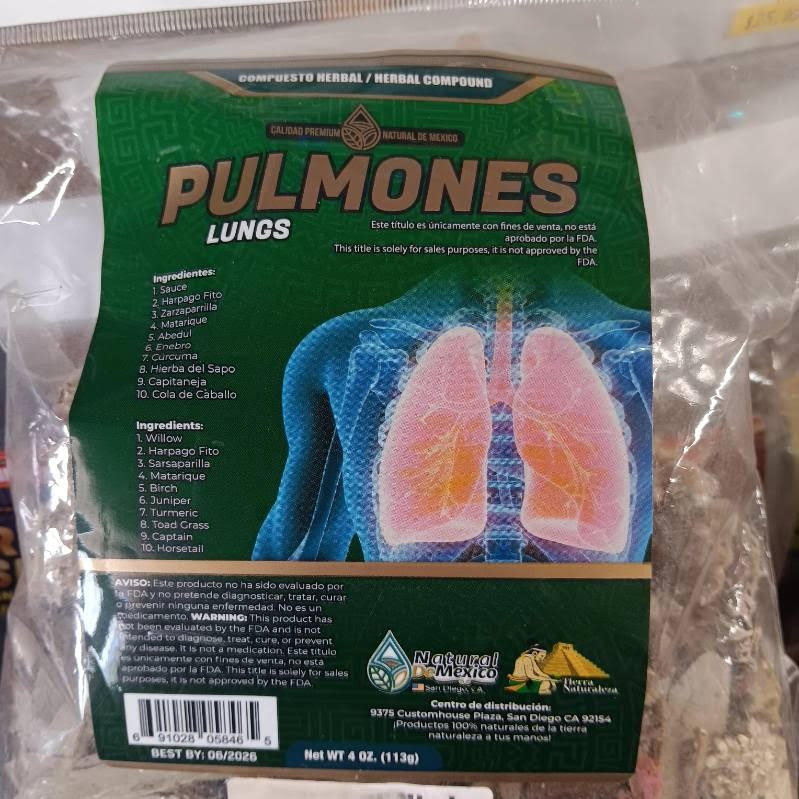 COMPUESTO HERBAL / HERBAL COMPOUND
CALIDAD PREMIUM NATURAL DE MEXICO
PULMONES
LUNGS
Este título es únicamente con fines de venta, no está
aprobado por la FDA.
This title is solely for sales purposes, it is not approved by the
FDA.
Ingredientes:
1. Sauce
2. Harpago Fito
3. Zarzaparrilla
4. Matarique
5. Abedul
6. Enebro
7. Curcuma
8. Hierba del Sapo
9. Capitaneja
10. Cola de Caballo
Ingredients:
1. Willow
2. Harpago Fito
3. Sarsaparilla
4. Matarique
5. Birch
6. Juniper
7. Turmeric
8. Toad Grass
9. Captain
10. Horsetail
AVISO: Este producto no ha sido evaluado por
la FDA y no pretende diagnosticar, tratar, curar
o prevenir ninguna enfermedad. No es un
medicamento. WARNING: This product has
not been evaluated by the FDA and is not
intended to diagnose, treat, cure, or prevent
any disease. It is not a medication. Este título
es únicamente con fines de venta, no está
aprobado por la FDA. This title is solely for sales
purposes, it is not approved by the FDA.
Natural
De Mexico
San Diego, CA.
Tierra
Naturaleza
Centro de distribución:
9375 Customhouse Plaza, San Diego CA 92154
¡Productos 100% naturales de la tierra
naturaleza a tus manos!
6 91028 05846 5
BEST BY: 06/2026
Net WT 4 OZ. (113g)